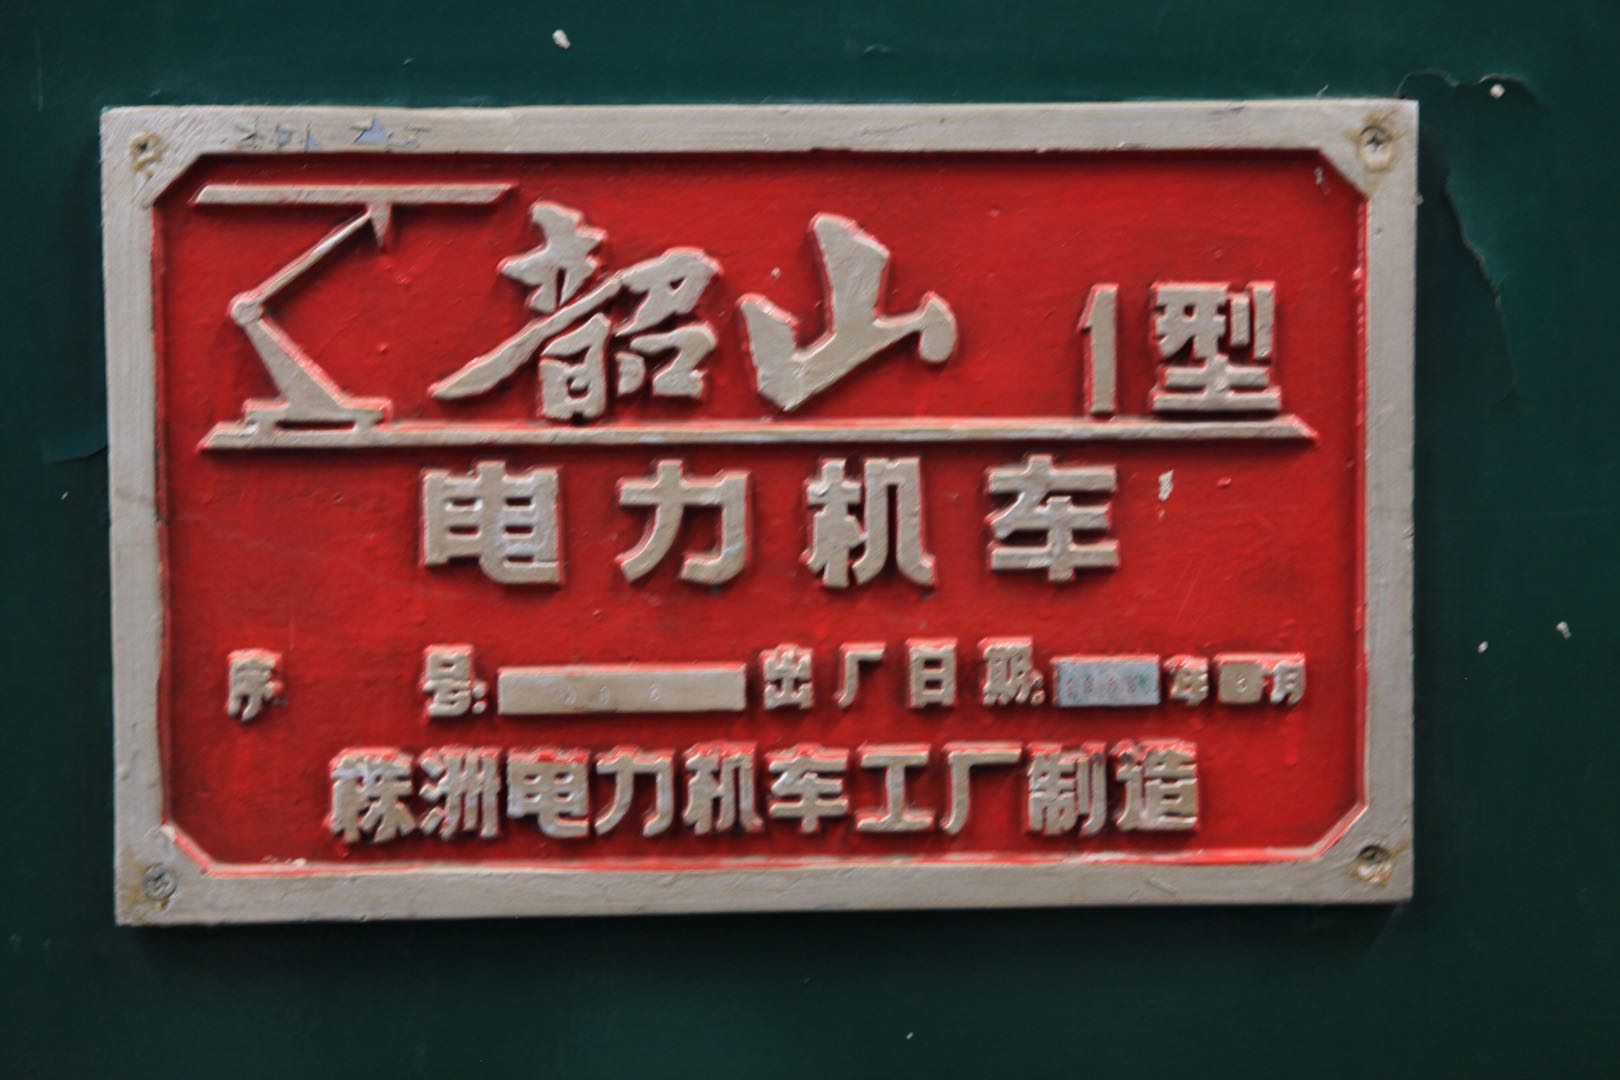 韶山 1型
电力机车
序 号: 出厂日期: 年 月
株洲电力机车工厂制造